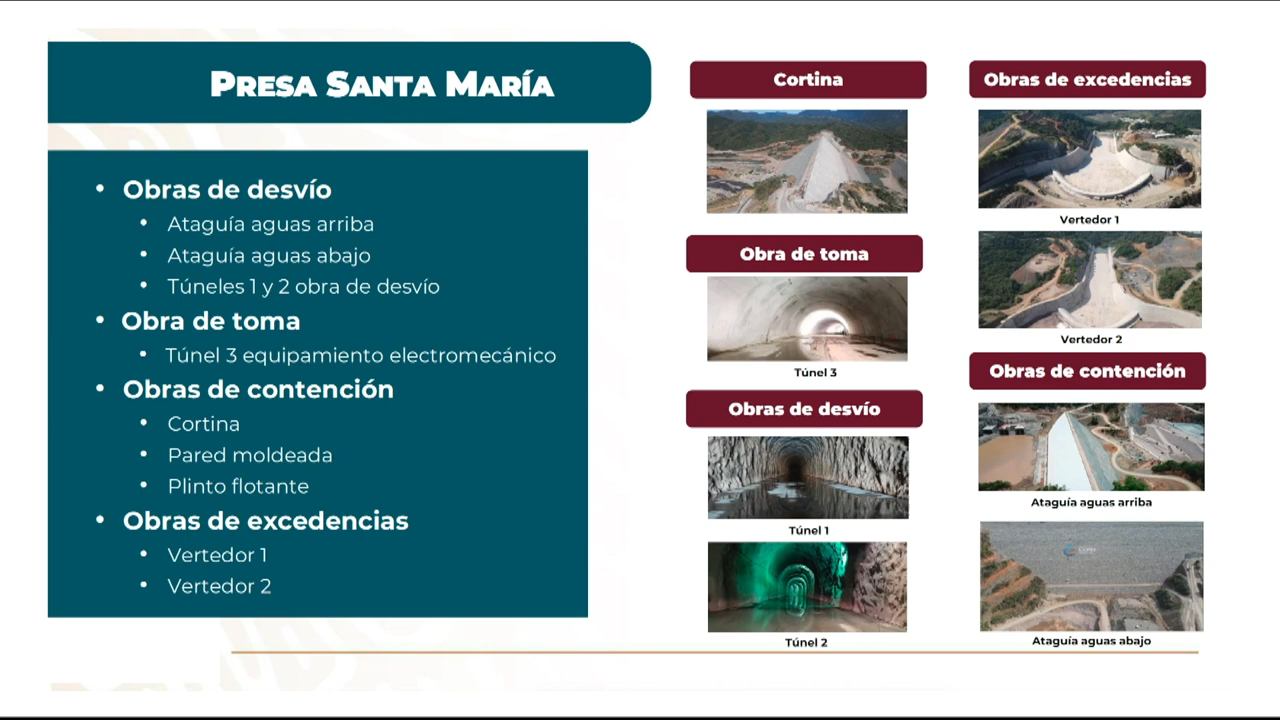 PRESA SANTA MARÍA
• Obras de desvío
• Ataguía aguas arriba
• Ataguía aguas abajo
• Túneles 1 y 2 obra de desvío
• Obra de toma
• Túnel 3 equipamiento electromecánico
• Obras de contención
• Cortina
• Pared moldeada
• Plinto flotante
• Obras de excedencias
• Vertedor 1
• Vertedor 2
Cortina
Obra de toma
Túnel 3
Obras de desvío
Túnel 1
Túnel 2
Obras de excedencias
Vertedor 1
Vertedor 2
Obras de contención
Ataguía aguas arriba
Ataguía aguas abajo